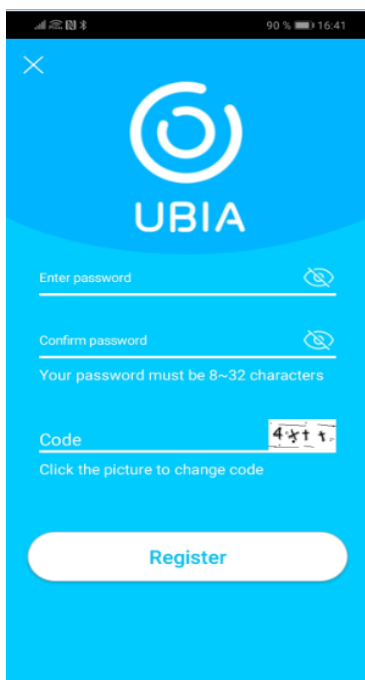 90 % 16:41
UBIA
Enter password
Confirm password
Your password must be 8~32 characters
Code
Click the picture to change code
Register